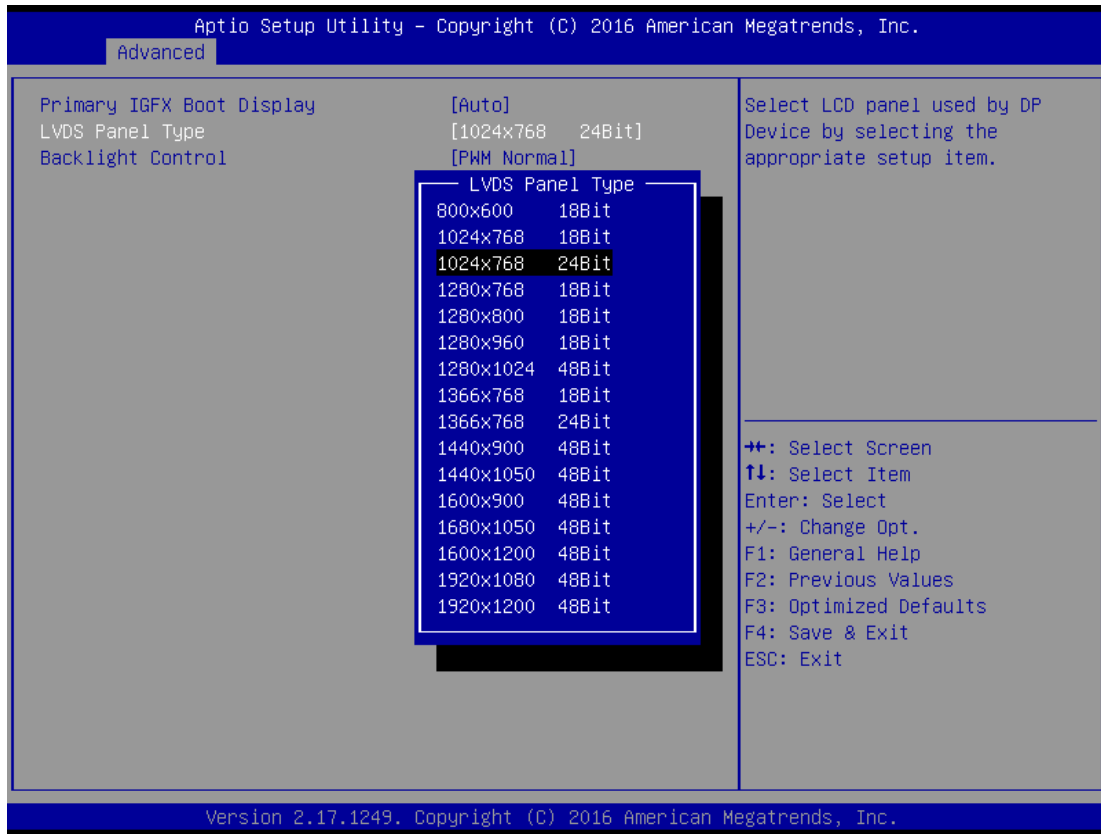 Aptio Setup Utility – Copyright (C) 2016 American Megatrends, Inc.
Advanced
Primary IGFX Boot Display [Auto]
LVDS Panel Type [1024x768 24Bit]
Backlight Control [PWM Normal]
LVDS Panel Type
800x600 18Bit
1024x768 18Bit
1024x768 24Bit
1280x768 18Bit
1280x800 18Bit
1280x960 18Bit
1280x1024 48Bit
1366x768 18Bit
1366x768 24Bit
1440x900 48Bit
1440x1050 48Bit
1600x900 48Bit
1680x1050 48Bit
1600x1200 48Bit
1920x1080 48Bit
1920x1200 48Bit
Select LCD panel used by DP
Device by selecting the
appropriate setup item.
→←: Select Screen
↑↓: Select Item
Enter: Select
+/-: Change Opt.
F1: General Help
F2: Previous Values
F3: Optimized Defaults
F4: Save & Exit
ESC: Exit
Version 2.17.1249. Copyright (C) 2016 American Megatrends, Inc.